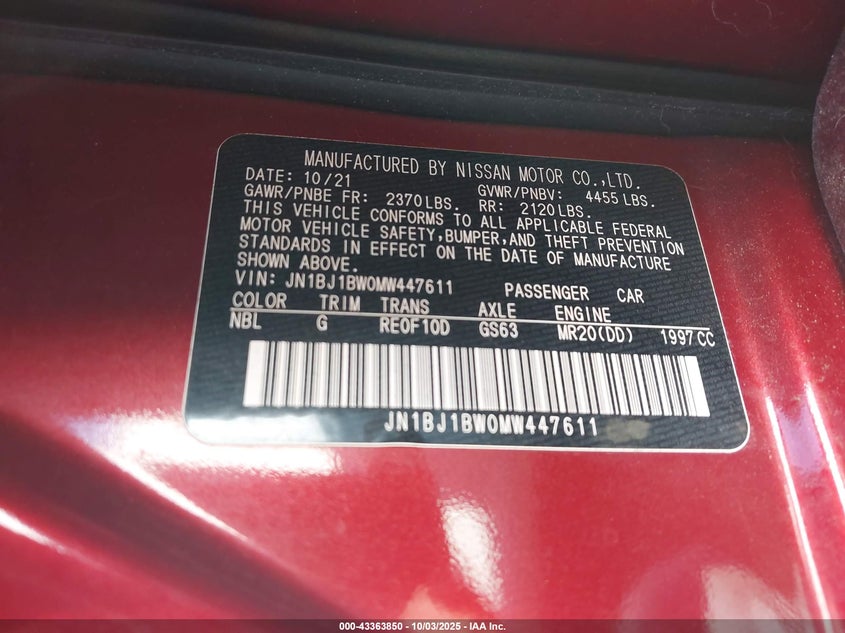 MANUFACTURED BY NISSAN MOTOR CO.,LTD.
DATE: 10/21 GVWR/PNBV: 4455 LBS.
GAWR/PNBE FR: 2370LBS. RR: 2120LBS.
THIS VEHICLE CONFORMS TO ALL APPLICABLE FEDERAL
MOTOR VEHICLE SAFETY,BUMPER,AND THEFT PREVENTION
STANDARDS IN EFFECT ON THE DATE OF MANUFACTURE
SHOWN ABOVE.
VIN: JN1BJ1BW0MW447611 PASSENGER CAR
COLOR TRIM TRANS AXLE ENGINE
NBL G RE0F10D GS63 MR20(DD) 1997CC
JN1BJ1BW0MW447611
000-43363850 | 10/03/2025 | IAA Inc.